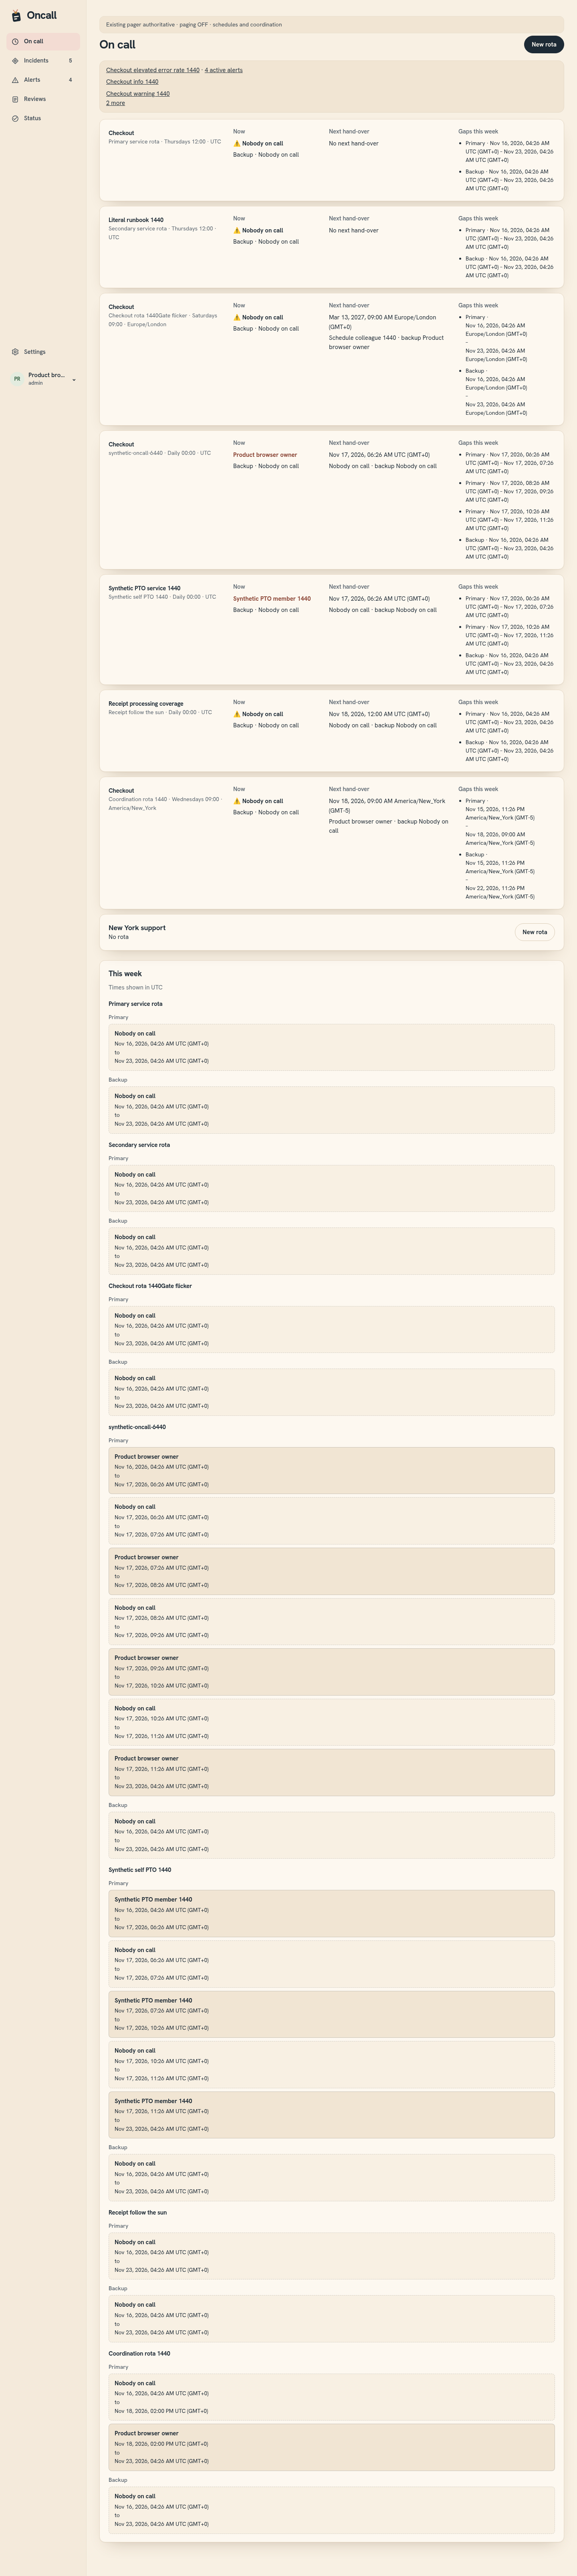 Oncall
On call
Incidents 5
Alerts 4
Reviews
Status
Settings
PR
Product bro...
admin
Existing pager authoritative · paging OFF · schedules and coordination
On call
New rota
Checkout elevated error rate 1440 · 4 active alerts
Checkout info 1440
Checkout warning 1440
2 more
Checkout
Primary service rota · Thursdays 12:00 · UTC
Now
⚠️ Nobody on call
Backup · Nobody on call
Next hand-over
No next hand-over
Gaps this week
Primary · Nov 16, 2026, 04:26 AM
UTC (GMT+0) – Nov 23, 2026, 04:26
AM UTC (GMT+0)
Backup · Nov 16, 2026, 04:26 AM
UTC (GMT+0) – Nov 23, 2026, 04:26
AM UTC (GMT+0)
Literal runbook 1440
Secondary service rota · Thursdays 12:00 ·
UTC
Now
⚠️ Nobody on call
Backup · Nobody on call
Next hand-over
No next hand-over
Gaps this week
Primary · Nov 16, 2026, 04:26 AM
UTC (GMT+0) – Nov 23, 2026, 04:26
AM UTC (GMT+0)
Backup · Nov 16, 2026, 04:26 AM
UTC (GMT+0) – Nov 23, 2026, 04:26
AM UTC (GMT+0)
Checkout
Checkout rota 1440Gate flicker · Saturdays
09:00 · Europe/London
Now
⚠️ Nobody on call
Backup · Nobody on call
Next hand-over
Mar 13, 2027, 09:00 AM Europe/London
(GMT+0)
Schedule colleague 1440 · backup Product
browser owner
Gaps this week
Primary ·
Nov 16, 2026, 04:26 AM
Europe/London (GMT+0)
–
Nov 23, 2026, 04:26 AM
Europe/London (GMT+0)
Backup ·
Nov 16, 2026, 04:26 AM
Europe/London (GMT+0)
–
Nov 23, 2026, 04:26 AM
Europe/London (GMT+0)
Checkout
synthetic-oncall-6440 · Daily 00:00 · UTC
Now
Product browser owner
Backup · Nobody on call
Next hand-over
Nov 17, 2026, 06:26 AM UTC (GMT+0)
Nobody on call · backup Nobody on call
Gaps this week
Primary · Nov 17, 2026, 06:26 AM
UTC (GMT+0) – Nov 17, 2026, 07:26
AM UTC (GMT+0)
Primary · Nov 17, 2026, 08:26 AM
UTC (GMT+0) – Nov 17, 2026, 09:26
AM UTC (GMT+0)
Primary · Nov 17, 2026, 10:26 AM
UTC (GMT+0) – Nov 17, 2026, 11:26
AM UTC (GMT+0)
Backup · Nov 16, 2026, 04:26 AM
UTC (GMT+0) – Nov 23, 2026, 04:26
AM UTC (GMT+0)
Synthetic PTO service 1440
Synthetic self PTO 1440 · Daily 00:00 · UTC
Now
Synthetic PTO member 1440
Backup · Nobody on call
Next hand-over
Nov 17, 2026, 06:26 AM UTC (GMT+0)
Nobody on call · backup Nobody on call
Gaps this week
Primary · Nov 17, 2026, 06:26 AM
UTC (GMT+0) – Nov 17, 2026, 07:26
AM UTC (GMT+0)
Primary · Nov 17, 2026, 10:26 AM
UTC (GMT+0) – Nov 17, 2026, 11:26
AM UTC (GMT+0)
Backup · Nov 16, 2026, 04:26 AM
UTC (GMT+0) – Nov 23, 2026, 04:26
AM UTC (GMT+0)
Receipt processing coverage
Receipt follow the sun · Daily 00:00 · UTC
Now
⚠️ Nobody on call
Backup · Nobody on call
Next hand-over
Nov 18, 2026, 12:00 AM UTC (GMT+0)
Nobody on call · backup Nobody on call
Gaps this week
Primary · Nov 16, 2026, 04:26 AM
UTC (GMT+0) – Nov 23, 2026, 04:26
AM UTC (GMT+0)
Backup · Nov 16, 2026, 04:26 AM
UTC (GMT+0) – Nov 23, 2026, 04:26
AM UTC (GMT+0)
Checkout
Coordination rota 1440 · Wednesdays 09:00 ·
America/New_York
Now
⚠️ Nobody on call
Backup · Nobody on call
Next hand-over
Nov 18, 2026, 09:00 AM America/New_York
(GMT-5)
Product browser owner · backup Nobody on
call
Gaps this week
Primary ·
Nov 15, 2026, 11:26 PM
America/New_York (GMT-5)
–
Nov 18, 2026, 09:00 AM
America/New_York (GMT-5)
Backup ·
Nov 15, 2026, 11:26 PM
America/New_York (GMT-5)
–
Nov 22, 2026, 11:26 PM
America/New_York (GMT-5)
New York support
No rota
New rota
This week
Times shown in UTC
Primary service rota
Primary
Nobody on call
Nov 16, 2026, 04:26 AM UTC (GMT+0)
to
Nov 23, 2026, 04:26 AM UTC (GMT+0)
Backup
Nobody on call
Nov 16, 2026, 04:26 AM UTC (GMT+0)
to
Nov 23, 2026, 04:26 AM UTC (GMT+0)
Secondary service rota
Primary
Nobody on call
Nov 16, 2026, 04:26 AM UTC (GMT+0)
to
Nov 23, 2026, 04:26 AM UTC (GMT+0)
Backup
Nobody on call
Nov 16, 2026, 04:26 AM UTC (GMT+0)
to
Nov 23, 2026, 04:26 AM UTC (GMT+0)
Checkout rota 1440Gate flicker
Primary
Nobody on call
Nov 16, 2026, 04:26 AM UTC (GMT+0)
to
Nov 23, 2026, 04:26 AM UTC (GMT+0)
Backup
Nobody on call
Nov 16, 2026, 04:26 AM UTC (GMT+0)
to
Nov 23, 2026, 04:26 AM UTC (GMT+0)
synthetic-oncall-6440
Primary
Product browser owner
Nov 16, 2026, 04:26 AM UTC (GMT+0)
to
Nov 17, 2026, 06:26 AM UTC (GMT+0)
Nobody on call
Nov 17, 2026, 06:26 AM UTC (GMT+0)
to
Nov 17, 2026, 07:26 AM UTC (GMT+0)
Product browser owner
Nov 17, 2026, 07:26 AM UTC (GMT+0)
to
Nov 17, 2026, 08:26 AM UTC (GMT+0)
Nobody on call
Nov 17, 2026, 08:26 AM UTC (GMT+0)
to
Nov 17, 2026, 09:26 AM UTC (GMT+0)
Product browser owner
Nov 17, 2026, 09:26 AM UTC (GMT+0)
to
Nov 17, 2026, 10:26 AM UTC (GMT+0)
Nobody on call
Nov 17, 2026, 10:26 AM UTC (GMT+0)
to
Nov 17, 2026, 11:26 AM UTC (GMT+0)
Product browser owner
Nov 17, 2026, 11:26 AM UTC (GMT+0)
to
Nov 23, 2026, 04:26 AM UTC (GMT+0)
Backup
Nobody on call
Nov 16, 2026, 04:26 AM UTC (GMT+0)
to
Nov 23, 2026, 04:26 AM UTC (GMT+0)
Synthetic self PTO 1440
Primary
Synthetic PTO member 1440
Nov 16, 2026, 04:26 AM UTC (GMT+0)
to
Nov 17, 2026, 06:26 AM UTC (GMT+0)
Nobody on call
Nov 17, 2026, 06:26 AM UTC (GMT+0)
to
Nov 17, 2026, 07:26 AM UTC (GMT+0)
Synthetic PTO member 1440
Nov 17, 2026, 07:26 AM UTC (GMT+0)
to
Nov 17, 2026, 10:26 AM UTC (GMT+0)
Nobody on call
Nov 17, 2026, 10:26 AM UTC (GMT+0)
to
Nov 17, 2026, 11:26 AM UTC (GMT+0)
Synthetic PTO member 1440
Nov 17, 2026, 11:26 AM UTC (GMT+0)
to
Nov 23, 2026, 04:26 AM UTC (GMT+0)
Backup
Nobody on call
Nov 16, 2026, 04:26 AM UTC (GMT+0)
to
Nov 23, 2026, 04:26 AM UTC (GMT+0)
Receipt follow the sun
Primary
Nobody on call
Nov 16, 2026, 04:26 AM UTC (GMT+0)
to
Nov 23, 2026, 04:26 AM UTC (GMT+0)
Backup
Nobody on call
Nov 16, 2026, 04:26 AM UTC (GMT+0)
to
Nov 23, 2026, 04:26 AM UTC (GMT+0)
Coordination rota 1440
Primary
Nobody on call
Nov 16, 2026, 04:26 AM UTC (GMT+0)
to
Nov 18, 2026, 02:00 PM UTC (GMT+0)
Product browser owner
Nov 18, 2026, 02:00 PM UTC (GMT+0)
to
Nov 23, 2026, 04:26 AM UTC (GMT+0)
Backup
Nobody on call
Nov 16, 2026, 04:26 AM UTC (GMT+0)
to
Nov 23, 2026, 04:26 AM UTC (GMT+0)